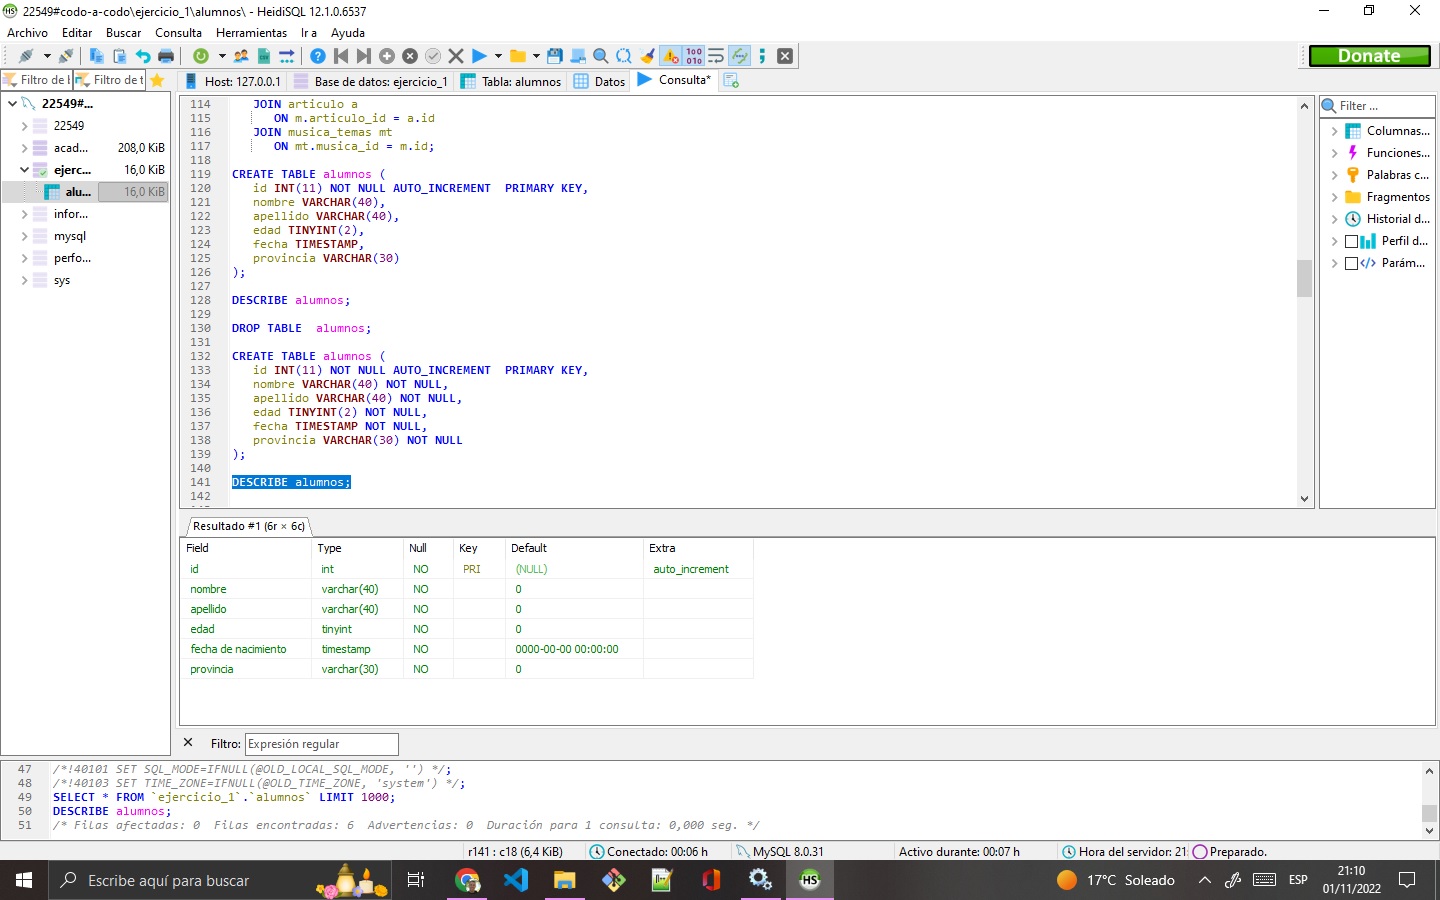 22549#codo-a-codo\ejercicio_1\alumnos\ - HeidiSQL 12.1.0.6537
Archivo Editar Buscar Consulta Herramientas Ir a Ayuda
Donate
Filtro de b Filtro de t Host: 127.0.0.1 Base de datos: ejercicio_1 Tabla: alumnos Datos Consulta*
22549#...
22549
acad... 208,0 KiB
ejerc... 16,0 KiB
alu... 16,0 KiB
infor...
mysql
perfo...
sys
114 JOIN articulo a
115 ON m.articulo_id = a.id
116 JOIN musica_temas mt
117 ON mt.musica_id = m.id;
118
119 CREATE TABLE alumnos (
120 id INT(11) NOT NULL AUTO_INCREMENT PRIMARY KEY,
121 nombre VARCHAR(40),
122 apellido VARCHAR(40),
123 edad TINYINT(2),
124 fecha TIMESTAMP,
125 provincia VARCHAR(30)
126 );
127
128 DESCRIBE alumnos;
129
130 DROP TABLE alumnos;
131
132 CREATE TABLE alumnos (
133 id INT(11) NOT NULL AUTO_INCREMENT PRIMARY KEY,
134 nombre VARCHAR(40) NOT NULL,
135 apellido VARCHAR(40) NOT NULL,
136 edad TINYINT(2) NOT NULL,
137 fecha TIMESTAMP NOT NULL,
138 provincia VARCHAR(30) NOT NULL
139 );
140
141 DESCRIBE alumnos;
142
Filter ...
Columnas...
Funciones...
Palabras c...
Fragmentos
Historial d...
Perfil d...
Parám...
Resultado #1 (6r × 6c)
Field Type Null Key Default Extra
id int NO PRI (NULL) auto_increment
nombre varchar(40) NO 0
apellido varchar(40) NO 0
edad tinyint NO 0
fecha de nacimiento timestamp NO 0000-00-00 00:00:00
provincia varchar(30) NO 0
Filtro: Expresión regular
47 /*!40101 SET SQL_MODE=IFNULL(@OLD_LOCAL_SQL_MODE, '') */;
48 /*!40103 SET TIME_ZONE=IFNULL(@OLD_TIME_ZONE, 'system') */;
49 SELECT * FROM `ejercicio_1`.`alumnos` LIMIT 1000;
50 DESCRIBE alumnos;
51 /* Filas afectadas: 0 Filas encontradas: 6 Advertencias: 0 Duración para 1 consulta: 0,000 seg. */
r141 : c18 (6,4 KiB) Conectado: 00:06 h MySQL 8.0.31 Activo durante: 00:07 h Hora del servidor: 21: Preparado.
Escribe aquí para buscar
17°C Soleado ESP 21:10
01/11/2022